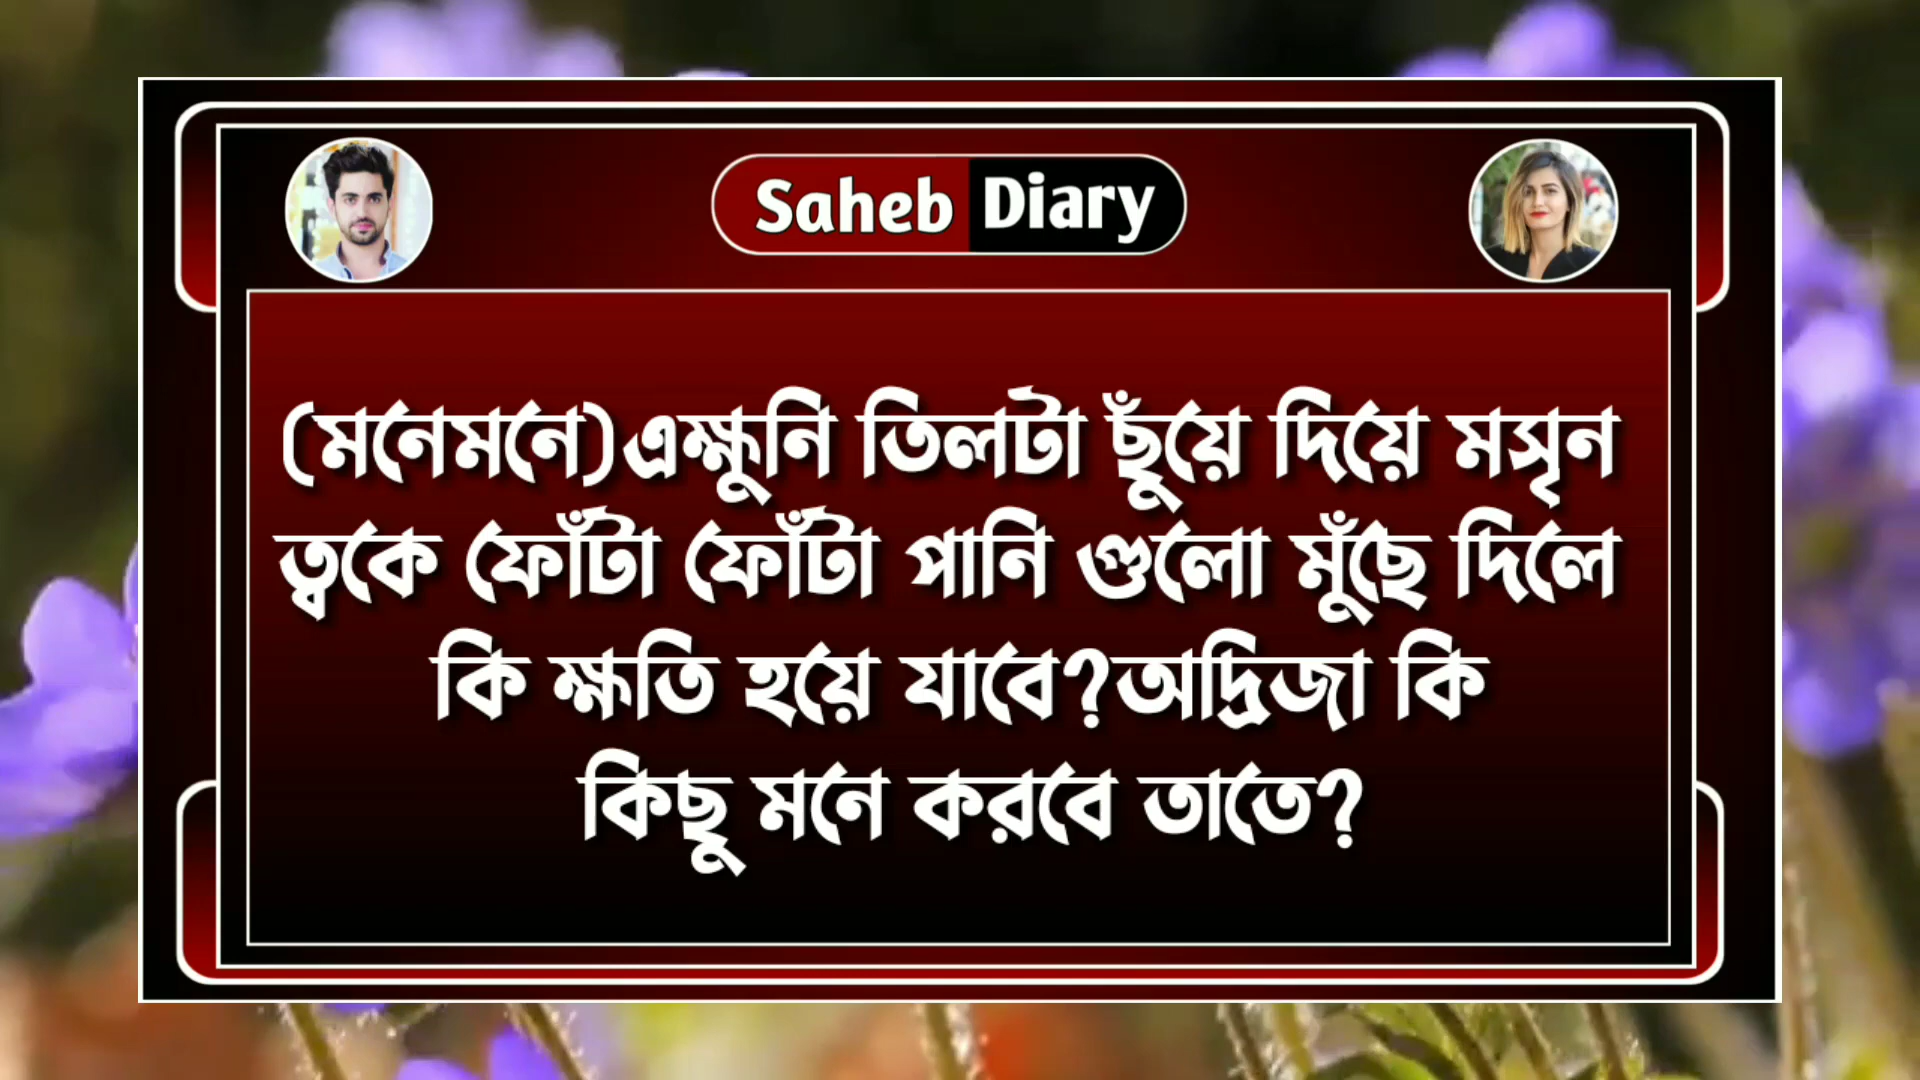 Saheb Diary
(মনেমনে)এক্ষুনি তিলটা ছুঁয়ে দিয়ে মসৃন
ত্বকে ফোঁটা ফোঁটা পানি গুলো মুঁছে দিলে
কি ক্ষতি হয়ে যাবে?অদ্রিজা কি
কিছু মনে করবে তাতে?